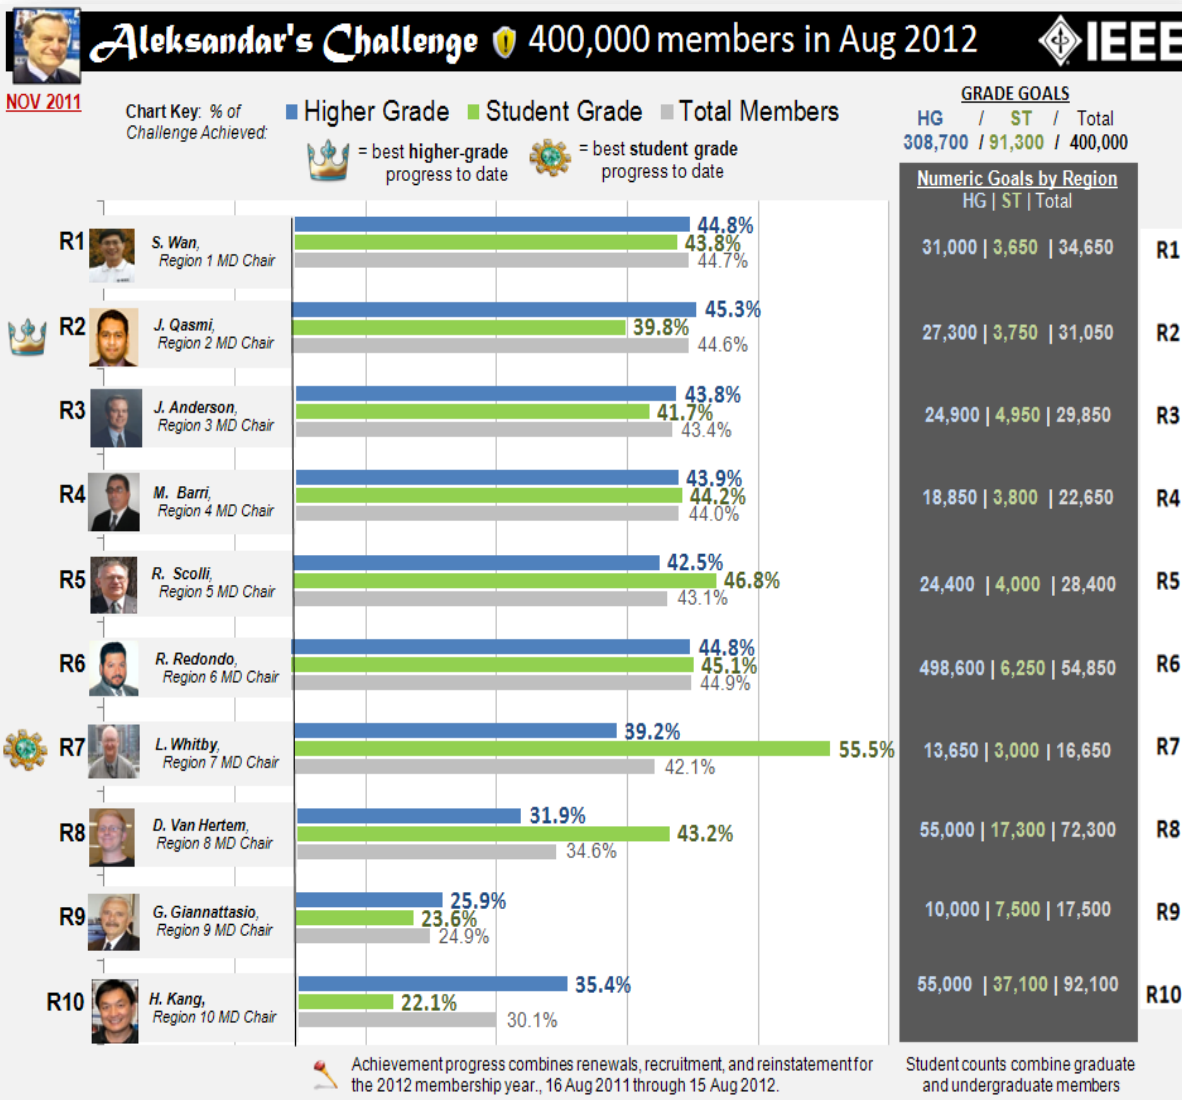 Aleksandar's Challenge 400,000 members in Aug 2012
IEEE
NOV 2011
Chart Key: % of
Challenge Achieved:
Higher Grade Student Grade Total Members
= best higher-grade
progress to date
= best student grade
progress to date
GRADE GOALS
HG / ST / Total
308,700 / 91,300 / 400,000
Numeric Goals by Region
HG | ST | Total
R1
S. Wan,
Region 1 MD Chair
44.8%
43.8%
44.7%
31,000 | 3,650 | 34,650
R1
R2
J. Qasmi,
Region 2 MD Chair
45.3%
39.8%
44.6%
27,300 | 3,750 | 31,050
R2
R3
J. Anderson,
Region 3 MD Chair
43.8%
41.7%
43.4%
24,900 | 4,950 | 29,850
R3
R4
M. Barri,
Region 4 MD Chair
43.9%
44.2%
44.0%
18,850 | 3,800 | 22,650
R4
R5
R. Scolli,
Region 5 MD Chair
42.5%
46.8%
43.1%
24,400 | 4,000 | 28,400
R5
R6
R. Redondo,
Region 6 MD Chair
44.8%
45.1%
44.9%
498,600 | 6,250 | 54,850
R6
R7
L. Whitby,
Region 7 MD Chair
39.2%
55.5%
42.1%
13,650 | 3,000 | 16,650
R7
R8
D. Van Hertem,
Region 8 MD Chair
31.9%
43.2%
34.6%
55,000 | 17,300 | 72,300
R8
R9
G. Giannattasio,
Region 9 MD Chair
25.9%
23.6%
24.9%
10,000 | 7,500 | 17,500
R9
R10
H. Kang,
Region 10 MD Chair
35.4%
22.1%
30.1%
55,000 | 37,100 | 92,100
R10
Achievement progress combines renewals, recruitment, and reinstatement for
the 2012 membership year., 16 Aug 2011 through 15 Aug 2012.
Student counts combine graduate
and undergraduate members